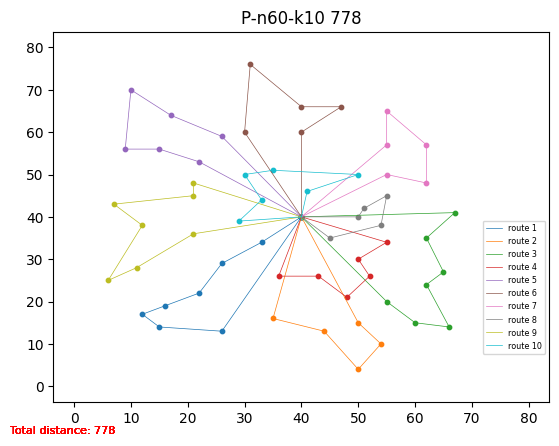 P-n60-k10 778
80
70
60
50
40
30
20
10
0
0 10 20 30 40 50 60 70 80
route 1
route 2
route 3
route 4
route 5
route 6
route 7
route 8
route 9
route 10
Total distance: 778